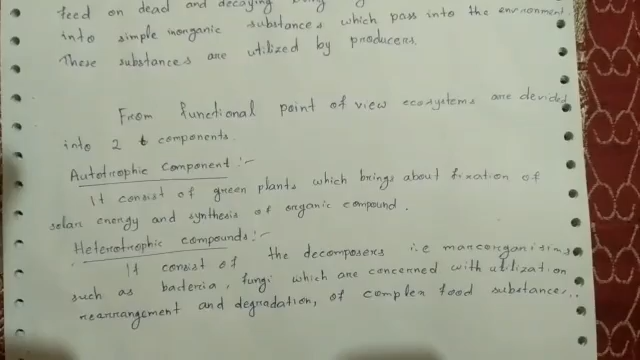 feed on dead and decaying
into simple inorganic substances which pass into the environment
These substances are utilized by producers.
From functional point of view ecosystems are devided
into 2 components.
Autotrophic Component :-
It consist of green plants which brings about fixation of
solar energy and synthesis of organic compound.
Heterotrophic compounds :-
It consist of the decomposers i.e marcorganisims
such as bacteria, fungi which are concerned with utilization
rearrangement and degradation, of complex food substances..